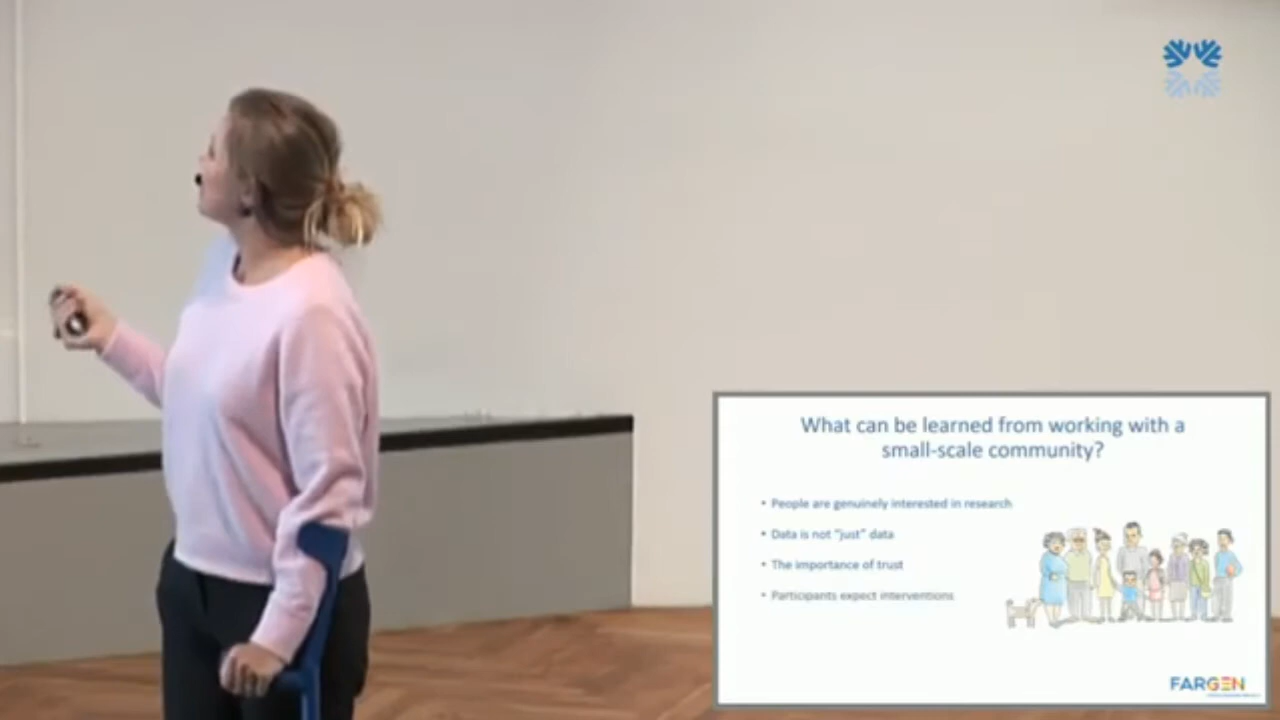 What can be learned from working with a
small-scale community?
• People are genuinely interested in research
• Data is not "just" data
• The importance of trust
• Participants expect interventions
FARGEN